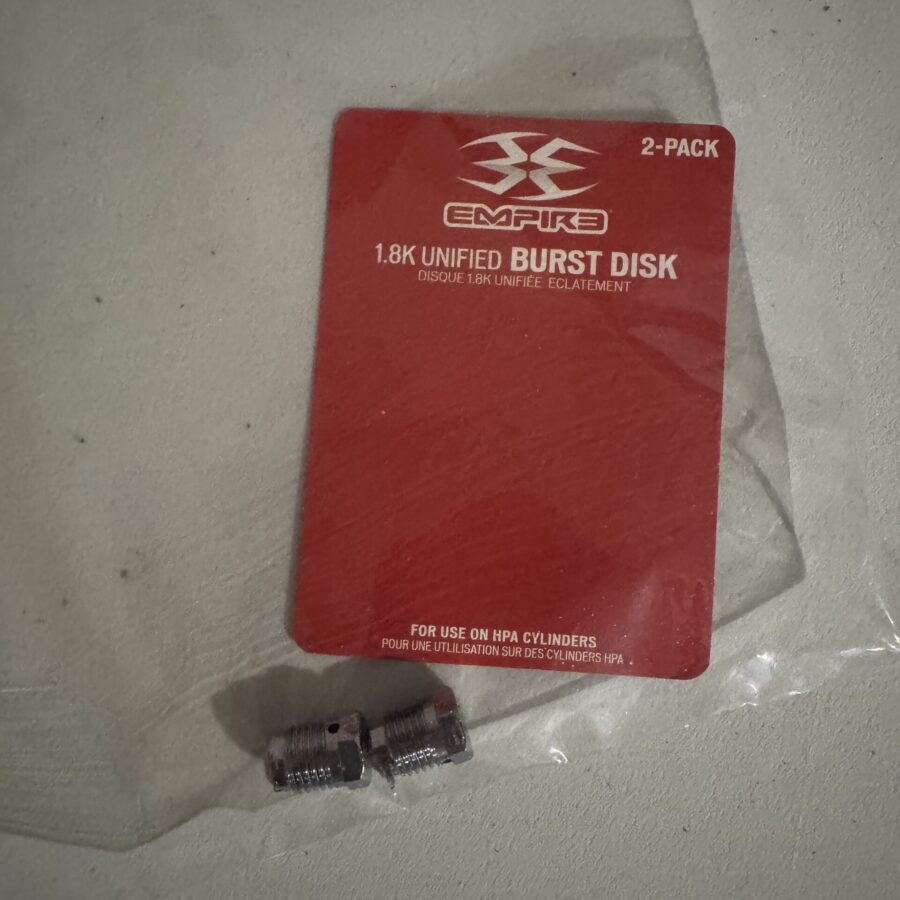 2-PACK
EMPIRE
1.8K UNIFIED BURST DISK
DISQUE 1.8K UNIFIÉE ECLATEMENT
FOR USE ON HPA CYLINDERS
POUR UNE UTLILISATION SUR DES CYLINDERS HPA